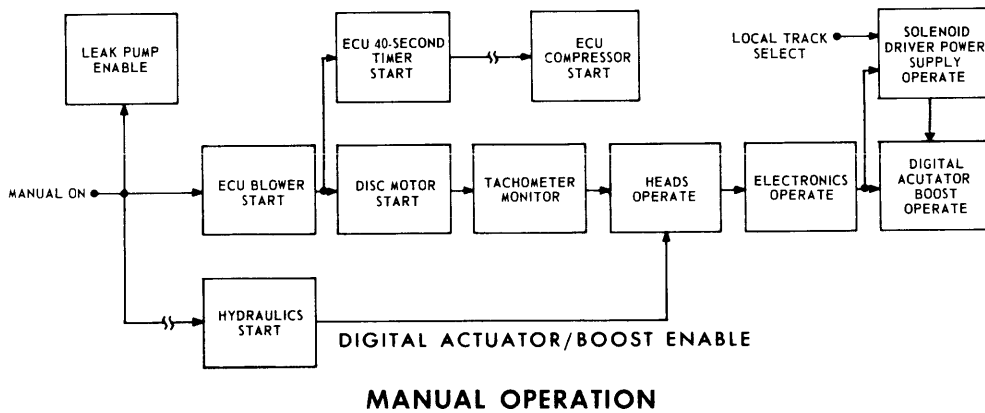 LEAK PUMP
ENABLE
ECU 40-SECOND
TIMER
START
ECU
COMPRESSOR
START
LOCAL TRACK
SELECT
SOLENOID
DRIVER POWER
SUPPLY
OPERATE
MANUAL ON
ECU BLOWER
START
DISC MOTOR
START
TACHOMETER
MONITOR
HEADS
OPERATE
ELECTRONICS
OPERATE
DIGITAL
ACUTATOR
BOOST
OPERATE
HYDRAULICS
START
DIGITAL ACTUATOR/BOOST ENABLE
MANUAL OPERATION